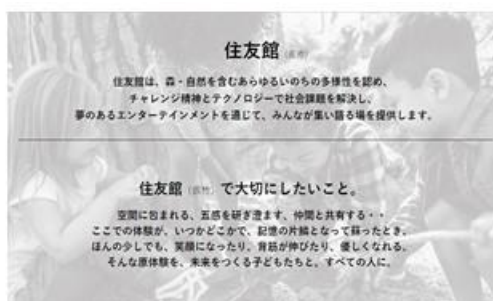 住友館(仮称)
住友館は、森・自然を含むあらゆるいのちの多様性を認め、
チャレンジ精神とテクノロジーで社会課題を解決し、
夢のあるエンターテインメントを通じて、みんなが集い語る場を提供します。
住友館(仮称)で大切にしたいこと。
空間に包まれる、五感を研ぎ澄ます、仲間と共有する・・
ここでの体験が、いつかどこかで、記憶の片鱗となって蘇ったとき、
ほんの少しでも、笑顔になったり、背筋が伸びたり、優しくなれる。
そんな原体験を、未来をつくる子どもたちと、すべての人に。